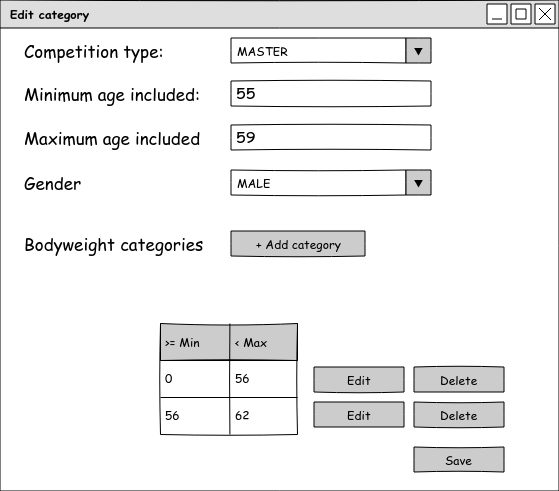 Edit category
Competition type: MASTER
Minimum age included: 55
Maximum age included 59
Gender MALE
Bodyweight categories + Add category
>= Min < Max
0 56 Edit Delete
56 62 Edit Delete
Save